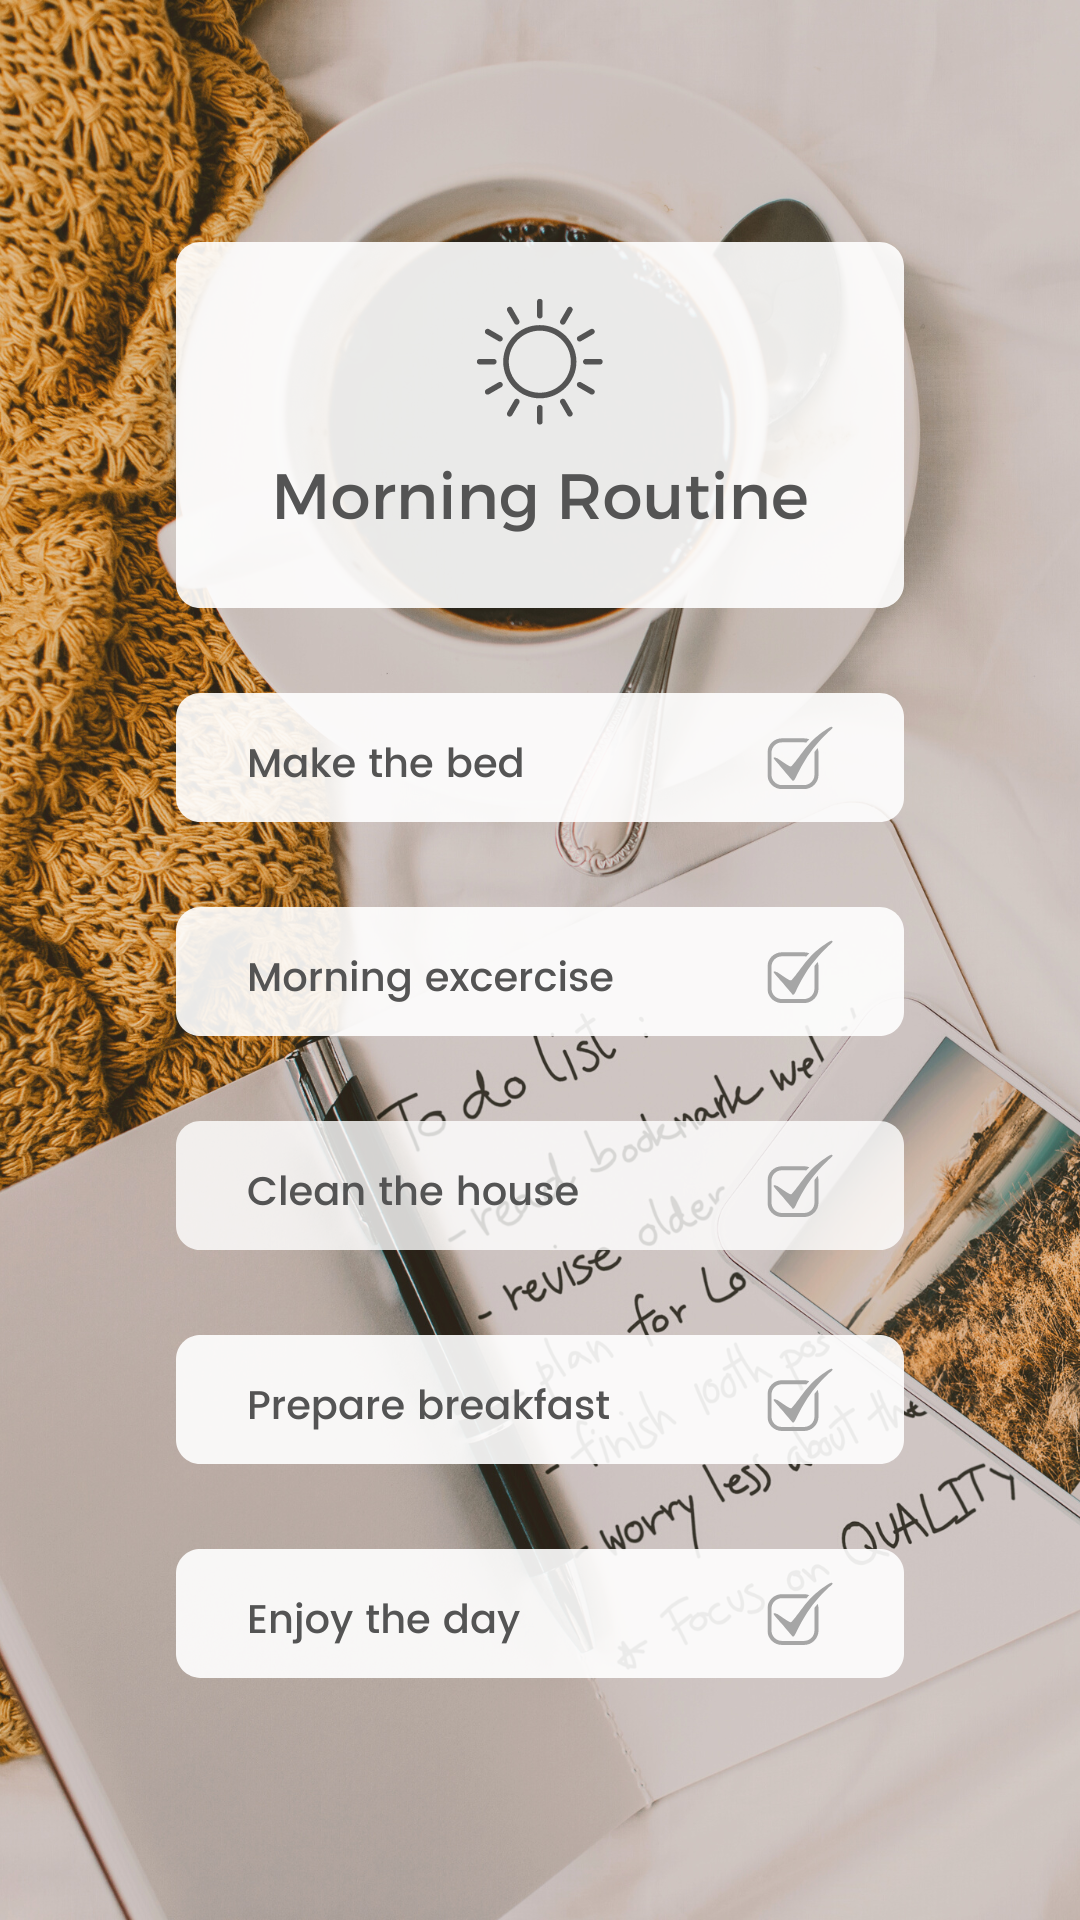 Morning Routine
Make the bed
Morning excercise
To do list :
- read bookmark
Clean the house
- revise older
for Lo
plan
Prepare breakfast
- finish 100th pos
- worry less about the
QUALITY
Enjoy the day
* Focus on